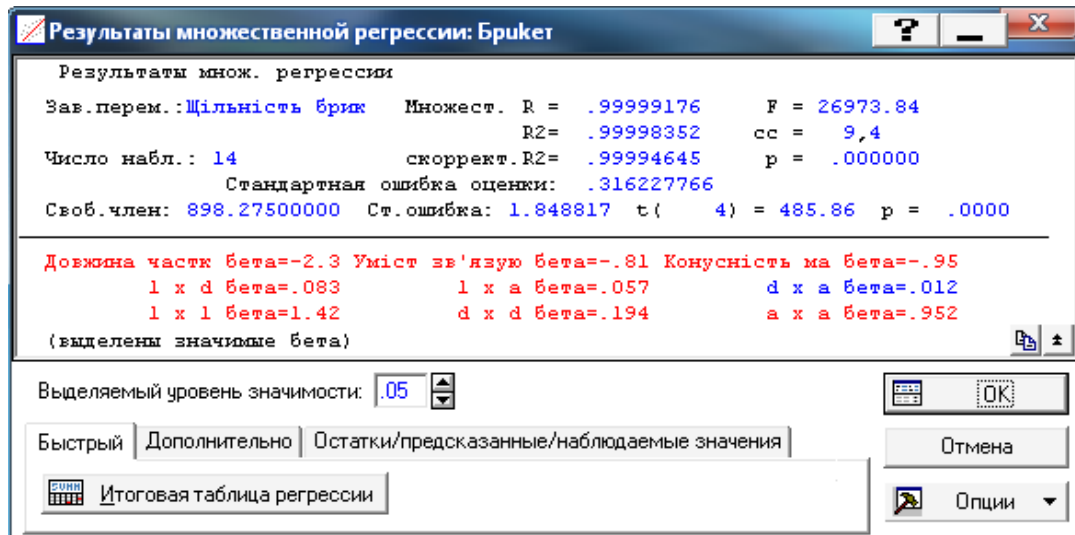 Результаты множественной регрессии: Бриket
Результаты множ. регрессии
Зав.перем.:Щільність брик Множест. R = .99999176 F = 26973.84
R2= .99998352 cc = 9,4
Число набл.: 14 скоррект.R2= .99994645 p = .000000
Стандартная ошибка оценки: .316227766
Своб.член: 898.27500000 Ст.ошибка: 1.848817 t( 4) = 485.86 p = .0000
Довжина частк бета=-2.3 Уміст зв'язую бета=-.81 Конусність ма бета=-.95
l x d бета=.083 l x a бета=.057 d x a бета=.012
l x l бета=1.42 d x d бета=.194 a x a бета=.952
(выделены значимые бета)
Выделяемый уровень значимости: .05
OK
Быстрый Дополнительно Остатки/предсказанные/наблюдаемые значения
Отмена
Итоговая таблица регрессии
Опции